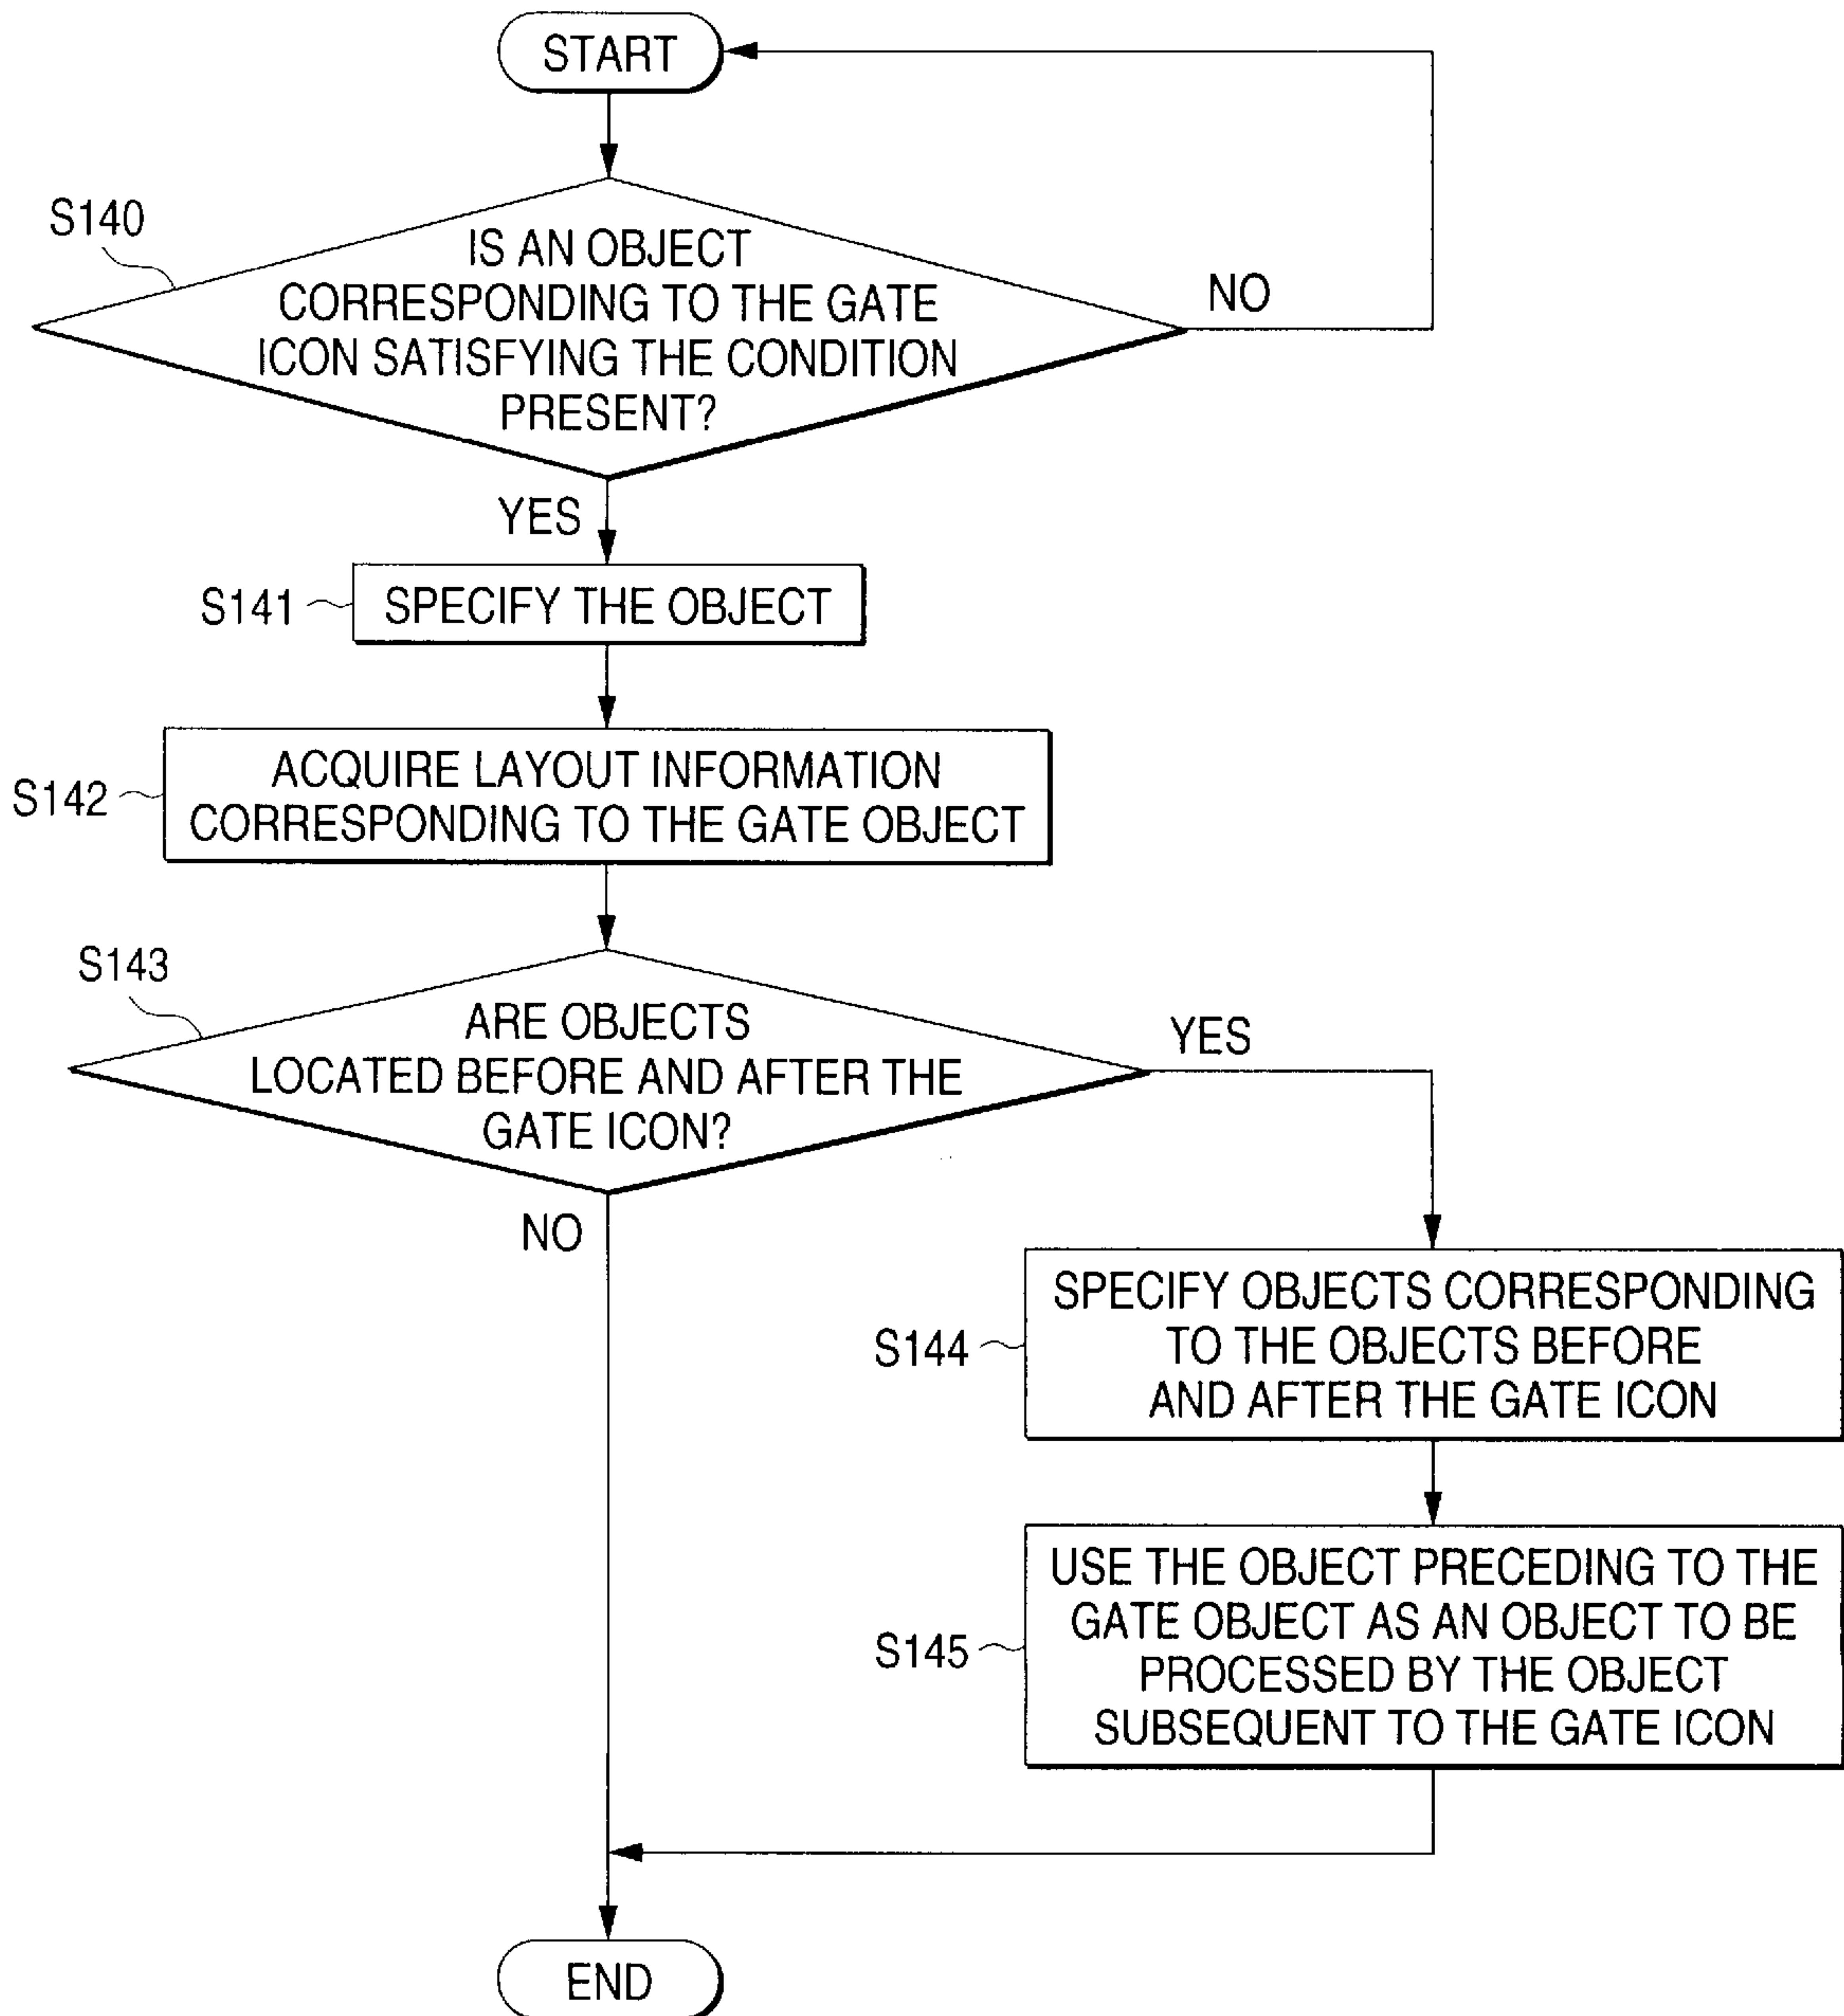 START
S140
IS AN OBJECT
CORRESPONDING TO THE GATE
ICON SATISFYING THE CONDITION
PRESENT?
NO
YES
S141
SPECIFY THE OBJECT
S142
ACQUIRE LAYOUT INFORMATION
CORRESPONDING TO THE GATE OBJECT
S143
ARE OBJECTS
LOCATED BEFORE AND AFTER THE
GATE ICON?
YES
NO
S144
SPECIFY OBJECTS CORRESPONDING
TO THE OBJECTS BEFORE
AND AFTER THE GATE ICON
S145
USE THE OBJECT PRECEDING TO THE
GATE OBJECT AS AN OBJECT TO BE
PROCESSED BY THE OBJECT
SUBSEQUENT TO THE GATE ICON
END